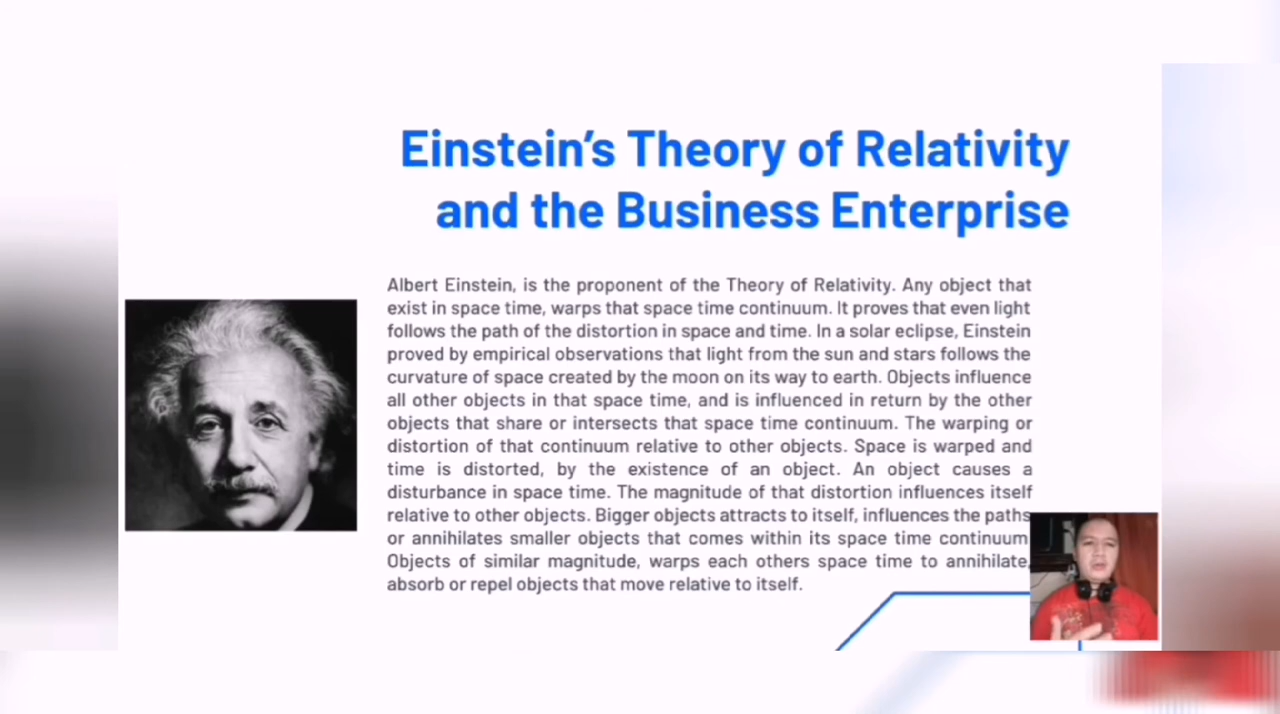 Einstein's Theory of Relativity
and the Business Enterprise
Albert Einstein, is the proponent of the Theory of Relativity. Any object that
exist in space time, warps that space time continuum. It proves that even light
follows the path of the distortion in space and time. In a solar eclipse, Einstein
proved by empirical observations that light from the sun and stars follows the
curvature of space created by the moon on its way to earth. Objects influence
all other objects in that space time, and is influenced in return by the other
objects that share or intersects that space time continuum. The warping or
distortion of that continuum relative to other objects. Space is warped and
time is distorted, by the existence of an object. An object causes a
disturbance in space time. The magnitude of that distortion influences itself
relative to other objects. Bigger objects attracts to itself, influences the paths
or annihilates smaller objects that comes within its space time continuum
Objects of similar magnitude, warps each others space time to annihilate,
absorb or repel objects that move relative to itself.